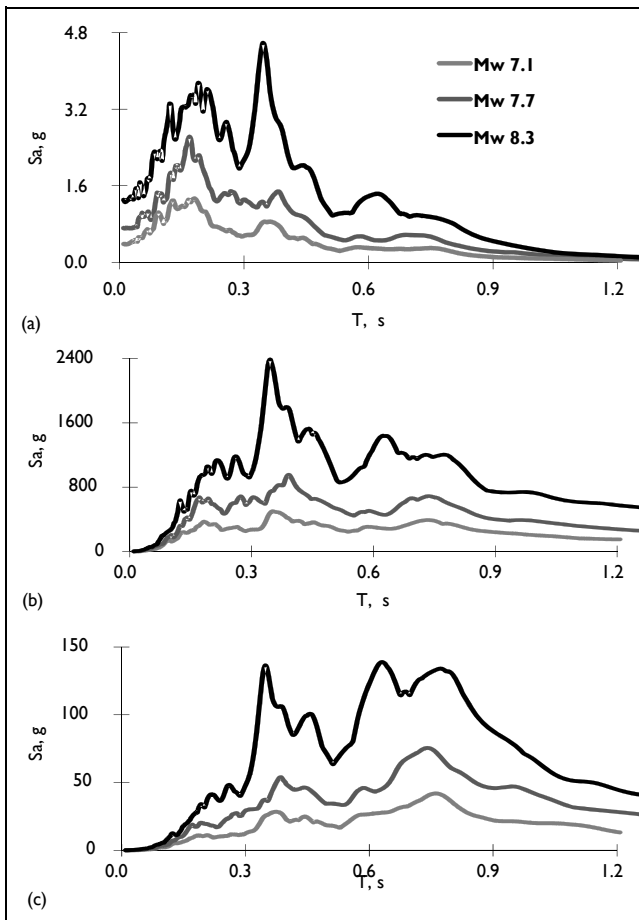 4.8
3.2
1.6
0.0
Sa, g
Mw 7.1
Mw 7.7
Mw 8.3
0.0 0.3 0.6 0.9 1.2
T, s
(a)
2400
1600
800
0
Sa, g
0.0 0.3 0.6 0.9 1.2
T, s
(b)
150
100
50
0
Sa, g
0.0 0.3 0.6 0.9 1.2
T, s
(c)